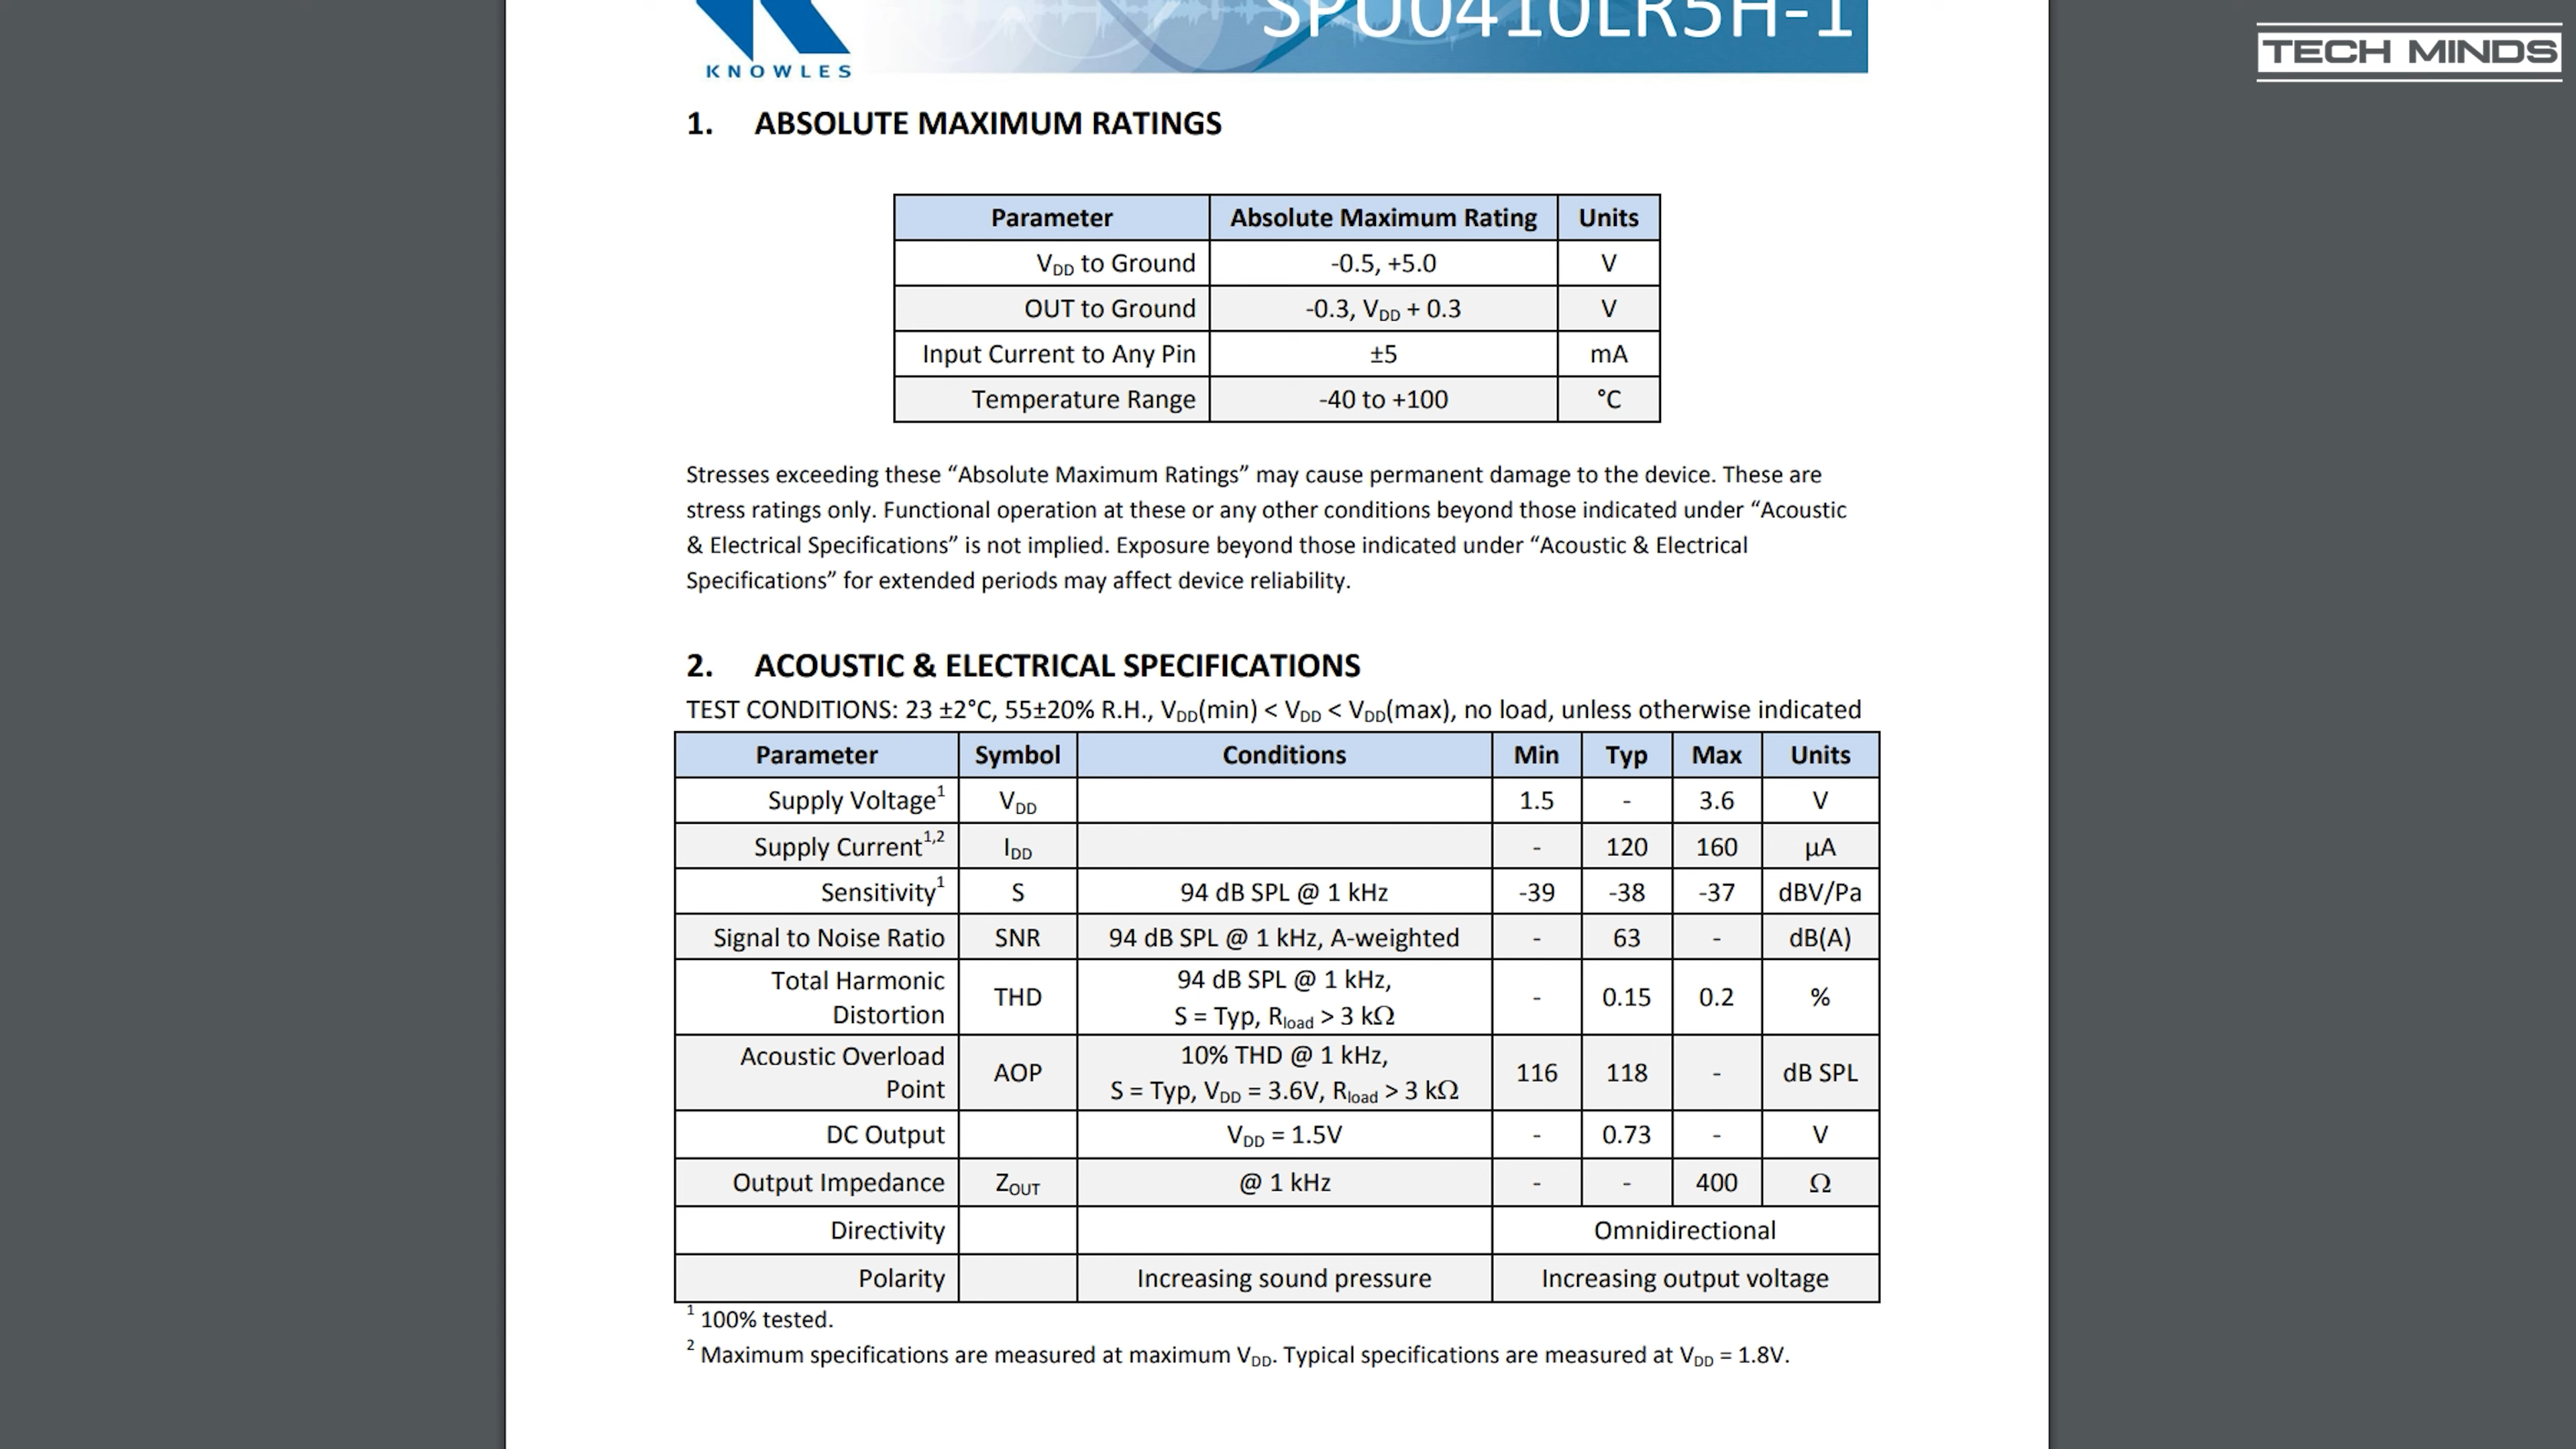 SPU0410LR5H-1
TECH MINDS
KNOWLES
1. ABSOLUTE MAXIMUM RATINGS
Parameter Absolute Maximum Rating Units
VDD to Ground -0.5, +5.0 V
OUT to Ground -0.3, VDD + 0.3 V
Input Current to Any Pin ±5 mA
Temperature Range -40 to +100 °C
Stresses exceeding these “Absolute Maximum Ratings” may cause permanent damage to the device. These are
stress ratings only. Functional operation at these or any other conditions beyond those indicated under “Acoustic
& Electrical Specifications” is not implied. Exposure beyond those indicated under “Acoustic & Electrical
Specifications” for extended periods may affect device reliability.
2. ACOUSTIC & ELECTRICAL SPECIFICATIONS
TEST CONDITIONS: 23 ±2°C, 55±20% R.H., VDD(min) < VDD < VDD(max), no load, unless otherwise indicated
Parameter Symbol Conditions Min Typ Max Units
Supply Voltage1 VDD 1.5 - 3.6 V
Supply Current1,2 IDD - 120 160 µA
Sensitivity1 S 94 dB SPL @ 1 kHz -39 -38 -37 dBV/Pa
Signal to Noise Ratio SNR 94 dB SPL @ 1 kHz, A-weighted - 63 - dB(A)
Total Harmonic
Distortion THD 94 dB SPL @ 1 kHz,
S = Typ, Rload > 3 kΩ - 0.15 0.2 %
Acoustic Overload
Point AOP 10% THD @ 1 kHz,
S = Typ, VDD = 3.6V, Rload > 3 kΩ 116 118 - dB SPL
DC Output VDD = 1.5V - 0.73 - V
Output Impedance ZOUT @ 1 kHz - - 400 Ω
Directivity Omnidirectional
Polarity Increasing sound pressure Increasing output voltage
1 100% tested.
2 Maximum specifications are measured at maximum VDD. Typical specifications are measured at VDD = 1.8V.